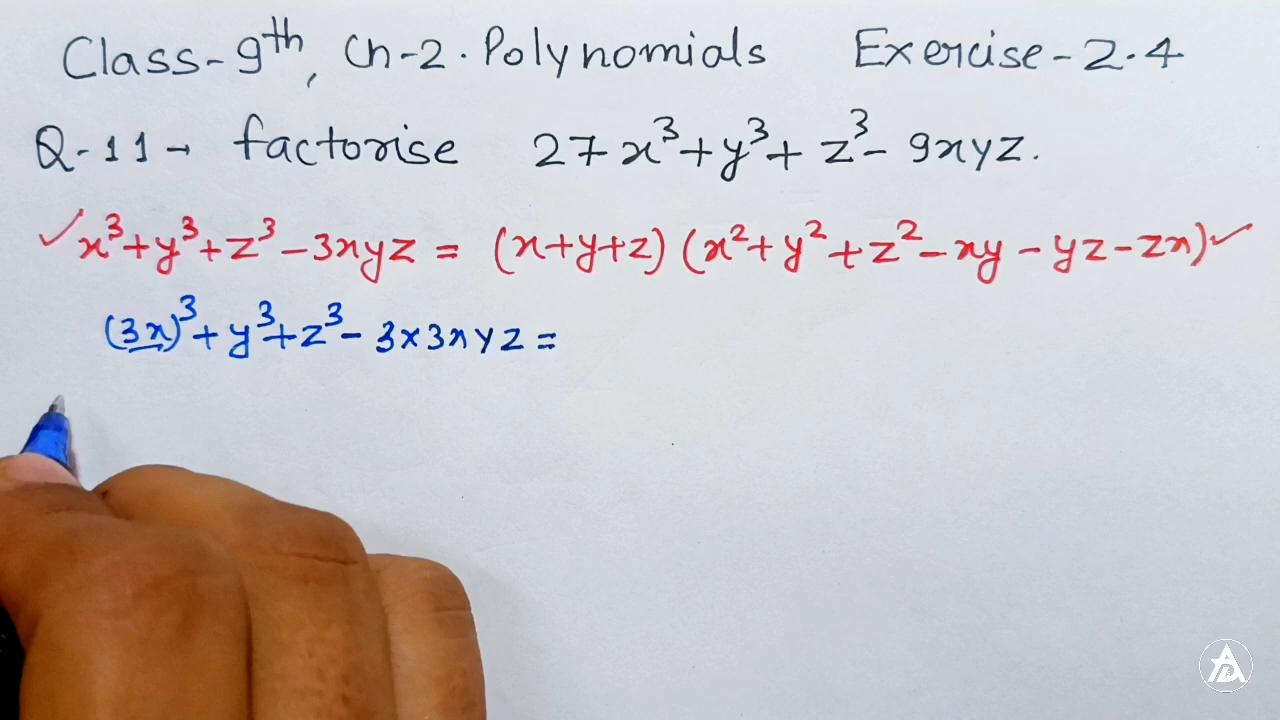 Class-9th, Ch-2. Polynomials Exercise-2.4
Q-11→ factorise 27x³+y³+z³-9xyz.
✓x³+y³+z³-3xyz = (x+y+z) (x²+y²+z²-xy-yz-zx)✓
(3x)³+y³+z³-3×3xyz=